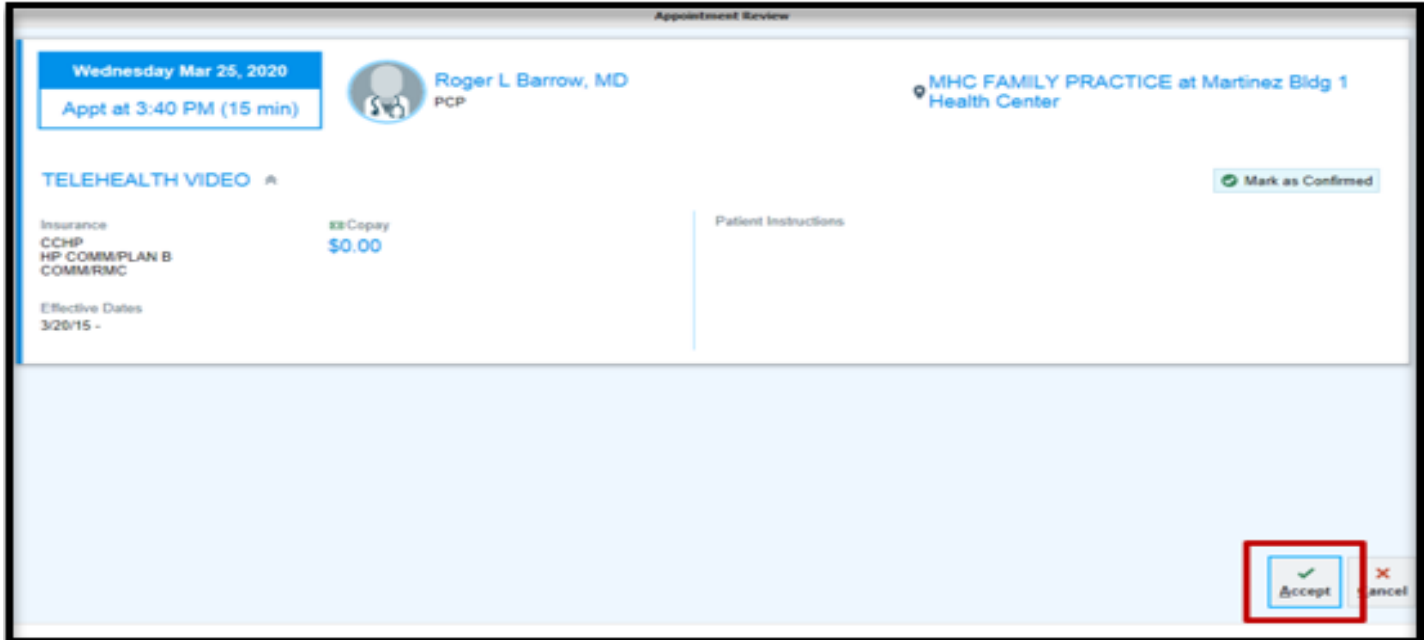 Appointment Review
Wednesday Mar 25, 2020
Appt at 3:40 PM (15 min)
Roger L Barrow, MD
PCP
MHC FAMILY PRACTICE at Martinez Bldg 1
Health Center
TELEHEALTH VIDEO
Mark as Confirmed
Insurance
CCHP
HP COMM/PLAN B
COMM/RMC
Copay
$0.00
Patient Instructions
Effective Dates
3/20/15 -
Accept
ancel